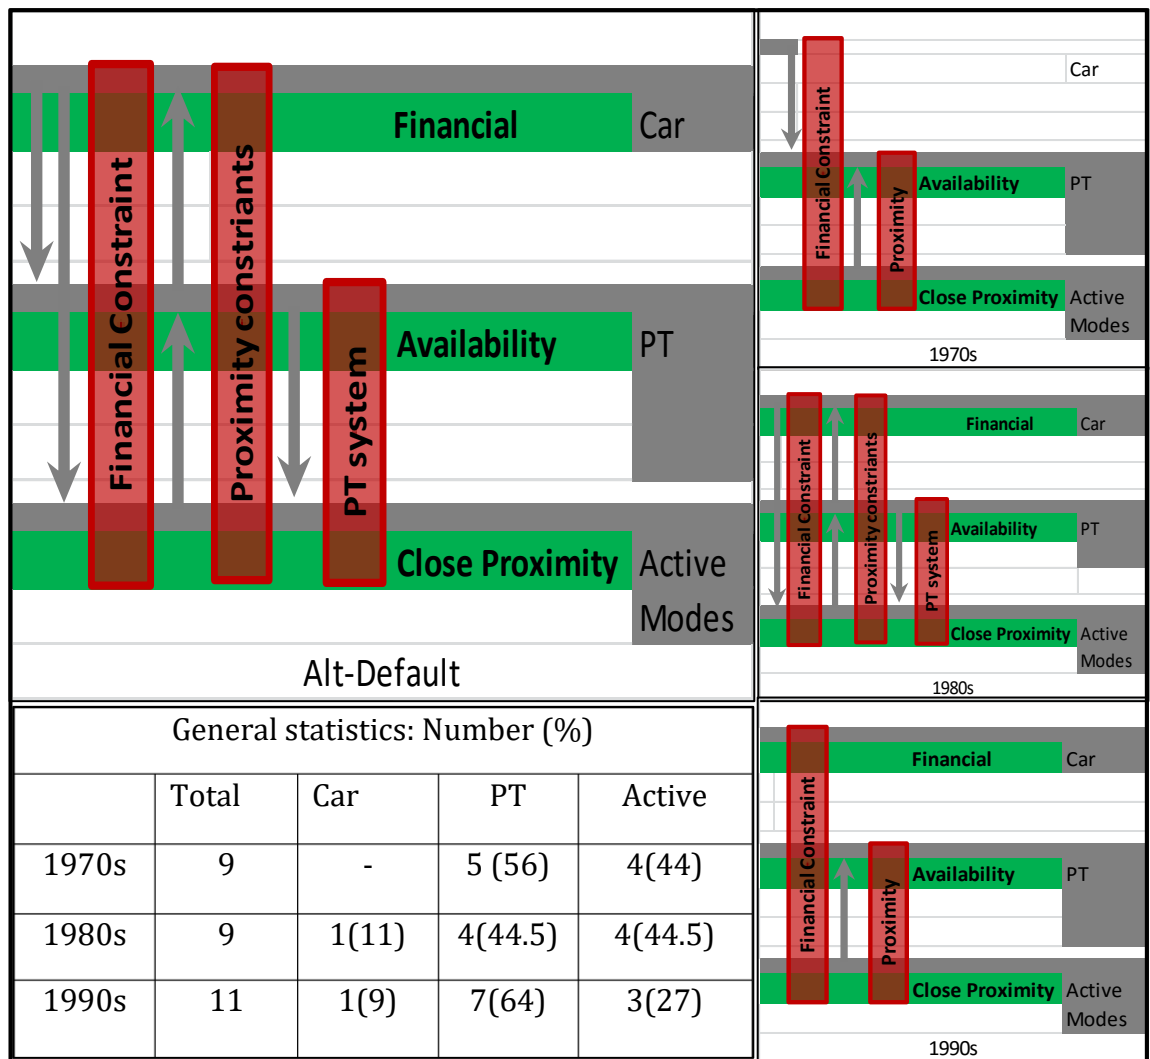 Financial
Car
Financial Constraint
Proximity constriants
PT system
Availability
PT
Close Proximity
Active
Modes
Alt-Default
General statistics: Number (%)
Total Car PT Active
1970s 9 - 5 (56) 4(44)
1980s 9 1(11) 4(44.5) 4(44.5)
1990s 11 1(9) 7(64) 3(27)
Car
Financial Constraint
Proximity
Availability
PT
Close Proximity
Active
Modes
1970s
Financial
Car
Financial Constraint
Proximity constriants
PT system
Availability
PT
Close Proximity
Active
Modes
1980s
Financial
Car
Financial Constraint
Proximity
Availability
PT
Close Proximity
Active
Modes
1990s